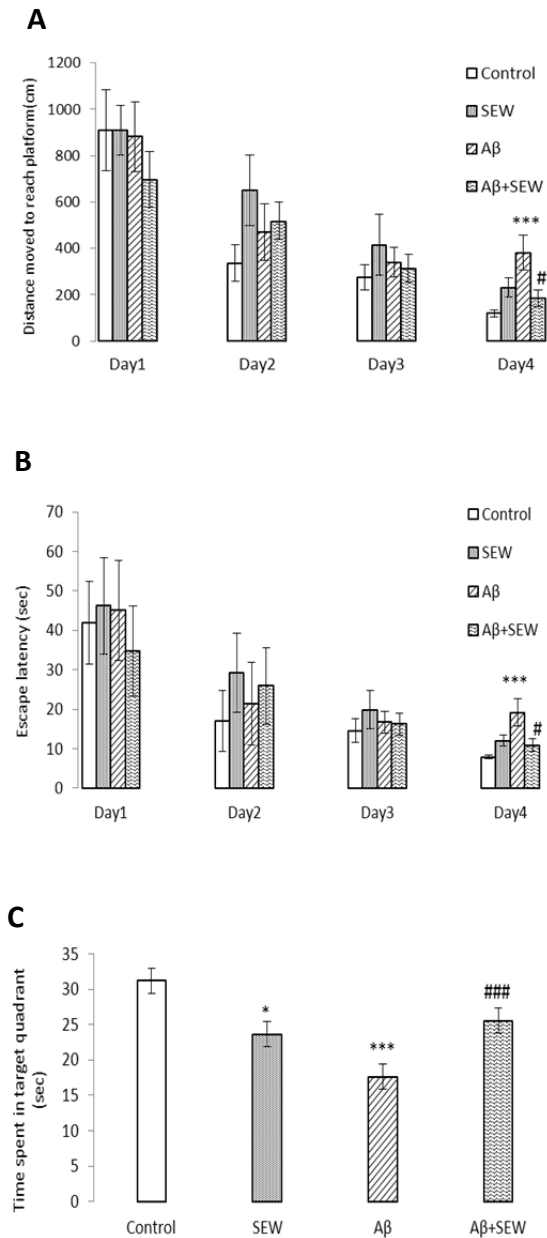 A
Distance moved to reach platform(cm)
1200
1000
800
600
400
200
0
Control
SEW
Aβ
Aβ+SEW
***
#
Day1 Day2 Day3 Day4
B
Escape latency (sec)
70
60
50
40
30
20
10
0
Control
SEW
Aβ
Aβ+SEW
***
#
Day1 Day2 Day3 Day4
C
Time spent in target quadrant
(sec)
35
30
25
20
15
10
5
0
*
***
###
Control SEW Aβ Aβ+SEW